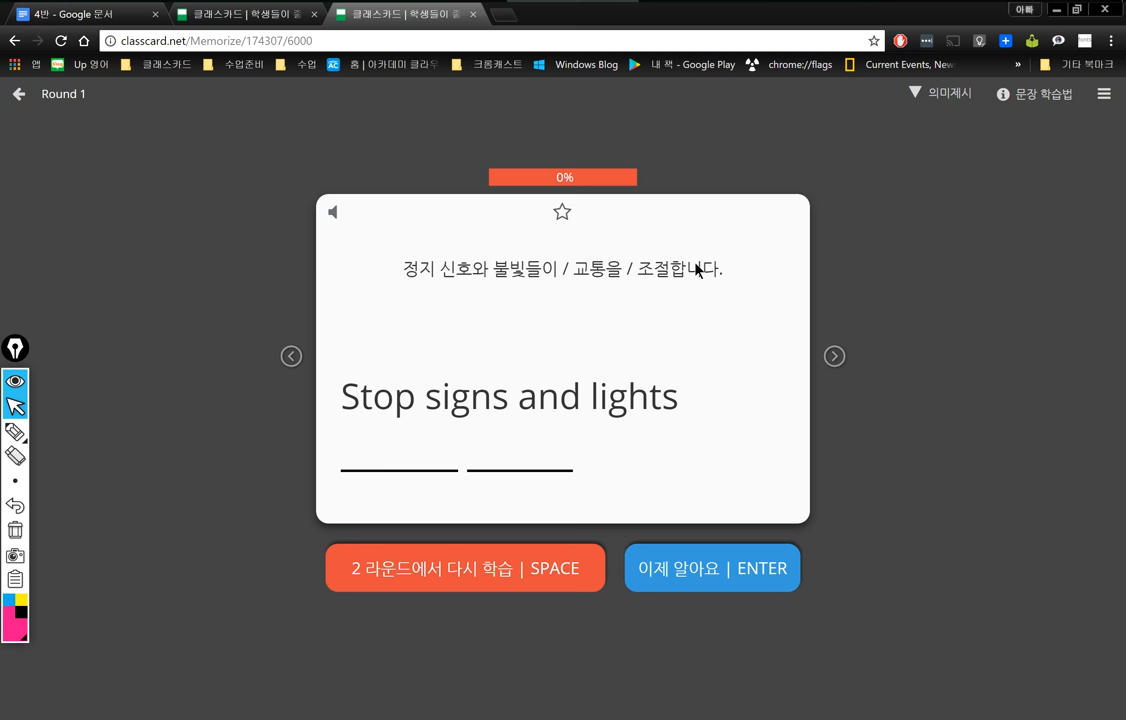 4반 - Google 문서
클래스카드 | 학생들이 좋
클래스카드 | 학생들이 좋
아빠
classcard.net/Memorize/174307/6000
앱
Up 영어
클래스카드
수업준비
수업
홈 | 아카데미 클라우
크롬캐스트
Windows Blog
내 책 - Google Play
chrome://flags
Current Events, New
»
기타 북마크
Round 1
의미제시
문장 학습법
0%
정지 신호와 불빛들이 / 교통을 / 조절합니다.
Stop signs and lights
2 라운드에서 다시 학습 | SPACE
이제 알아요 | ENTER